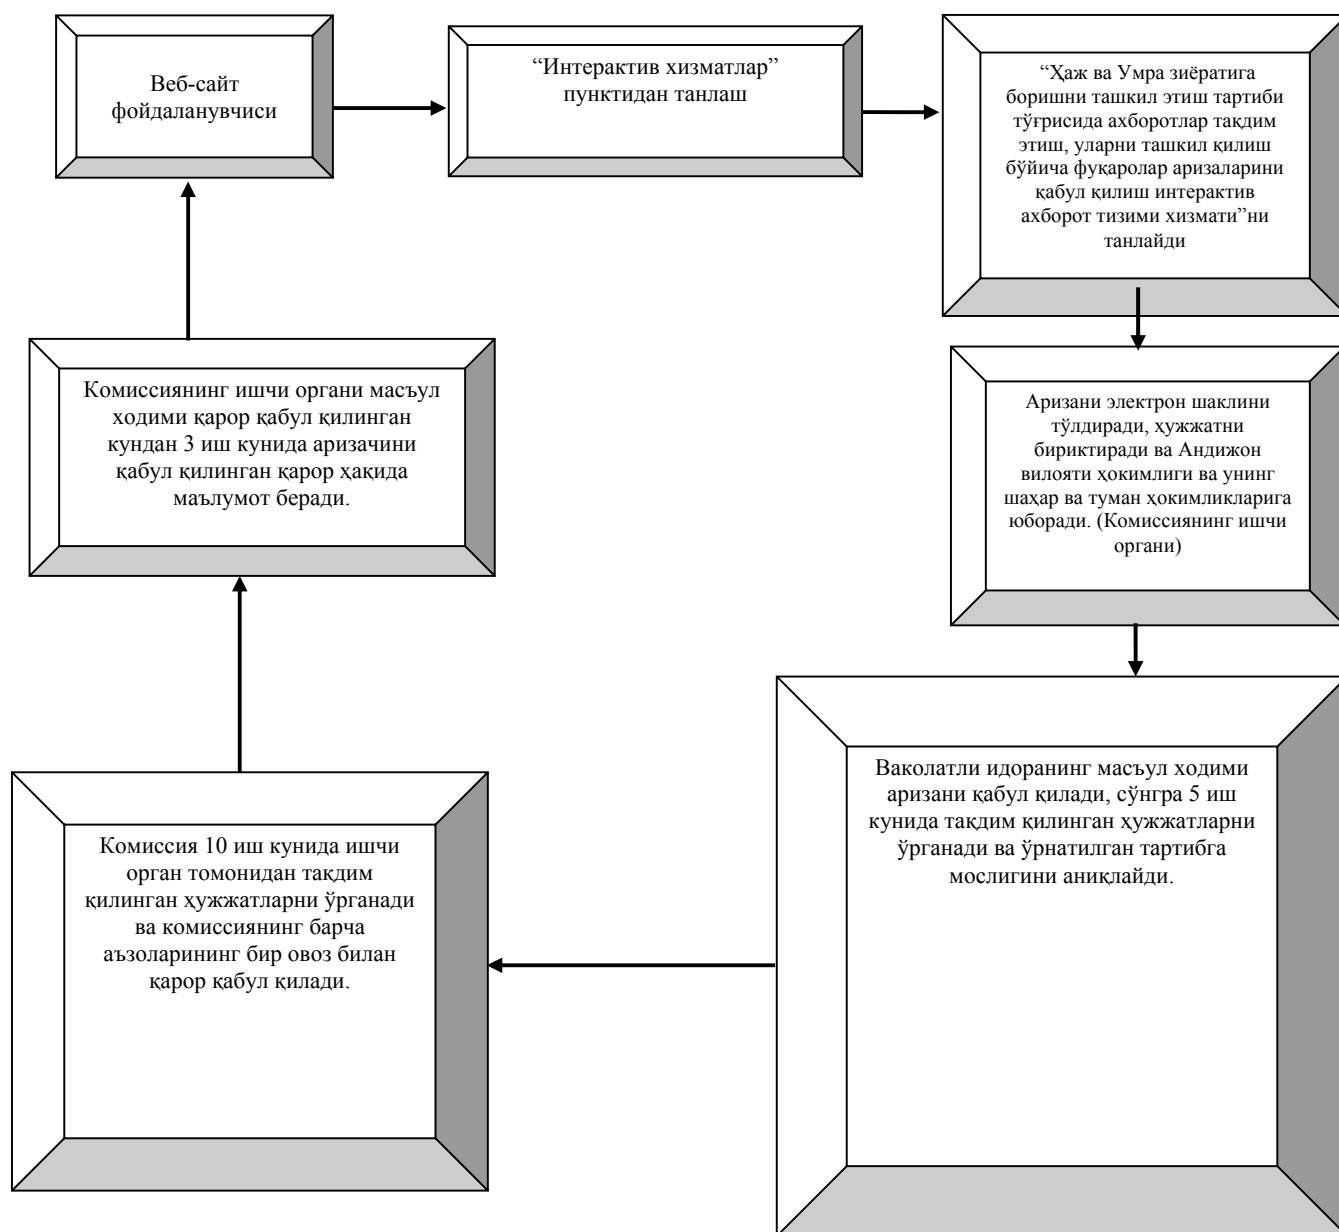 Веб-сайт
фойдаланувчиси
“Интерактив хизматлар”
пунктидан танлаш
“Ҳаж ва Умра зиёратига
боришни ташкил этиш тартиби
тўғрисида ахборотлар тақдим
этиш, уларни ташкил қилиш
бўйича фуқаролар аризаларини
қабул қилиш интерактив
ахборот тизими хизмати”ни
танлайди
Аризани электрон шаклини
тўлдиради, ҳужжатни
бириктиради ва Андижон
вилояти ҳокимлиги ва унинг
шаҳар ва туман ҳокимликларига
юборади. (Комиссиянинг ишчи
органи)
Ваколатли идоранинг масъул ходими
аризани қабул қилади, сўнгра 5 иш
кунида тақдим қилинган ҳужжатларни
ўрганади ва ўрнатилган тартибга
мослигини аниқлайди.
Комиссия 10 иш кунида ишчи
орган томонидан тақдим
қилинган ҳужжатларни ўрганади
ва комиссиянинг барча
аъзоларининг бир овоз билан
қарор қабул қилади.
Комиссиянинг ишчи органи масъул
ходими қарор қабул қилинган
кундан 3 иш кунида аризачини
қабул қилинган қарор ҳақида
маълумот беради.